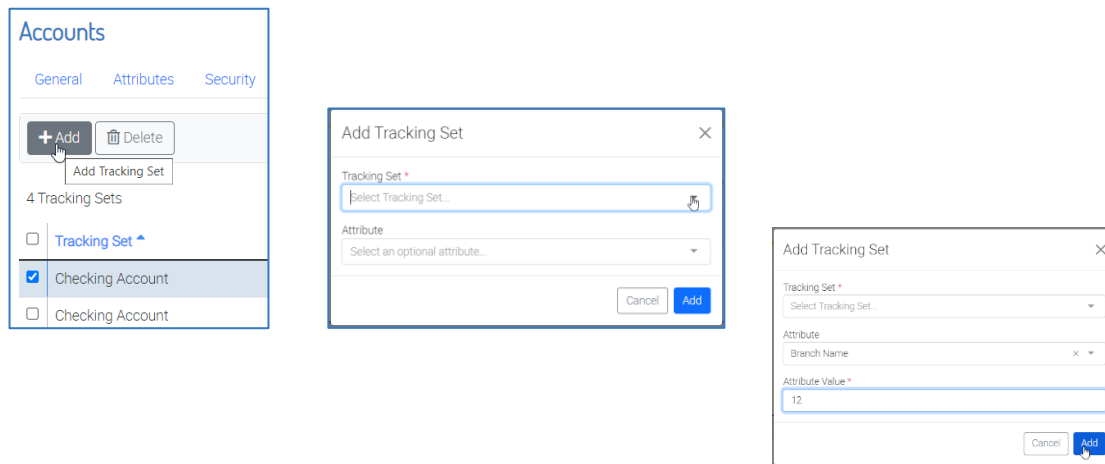 Accounts
General Attributes Security
Add Delete
Add Tracking Set
4 Tracking Sets
Tracking Set
Checking Account
Checking Account
Add Tracking Set
Tracking Set *
Select Tracking Set...
Attribute
Select an optional attribute...
Cancel Add
Add Tracking Set
Tracking Set *
Select Tracking Set...
Attribute
Branch Name
Attribute Value *
12
Cancel Add